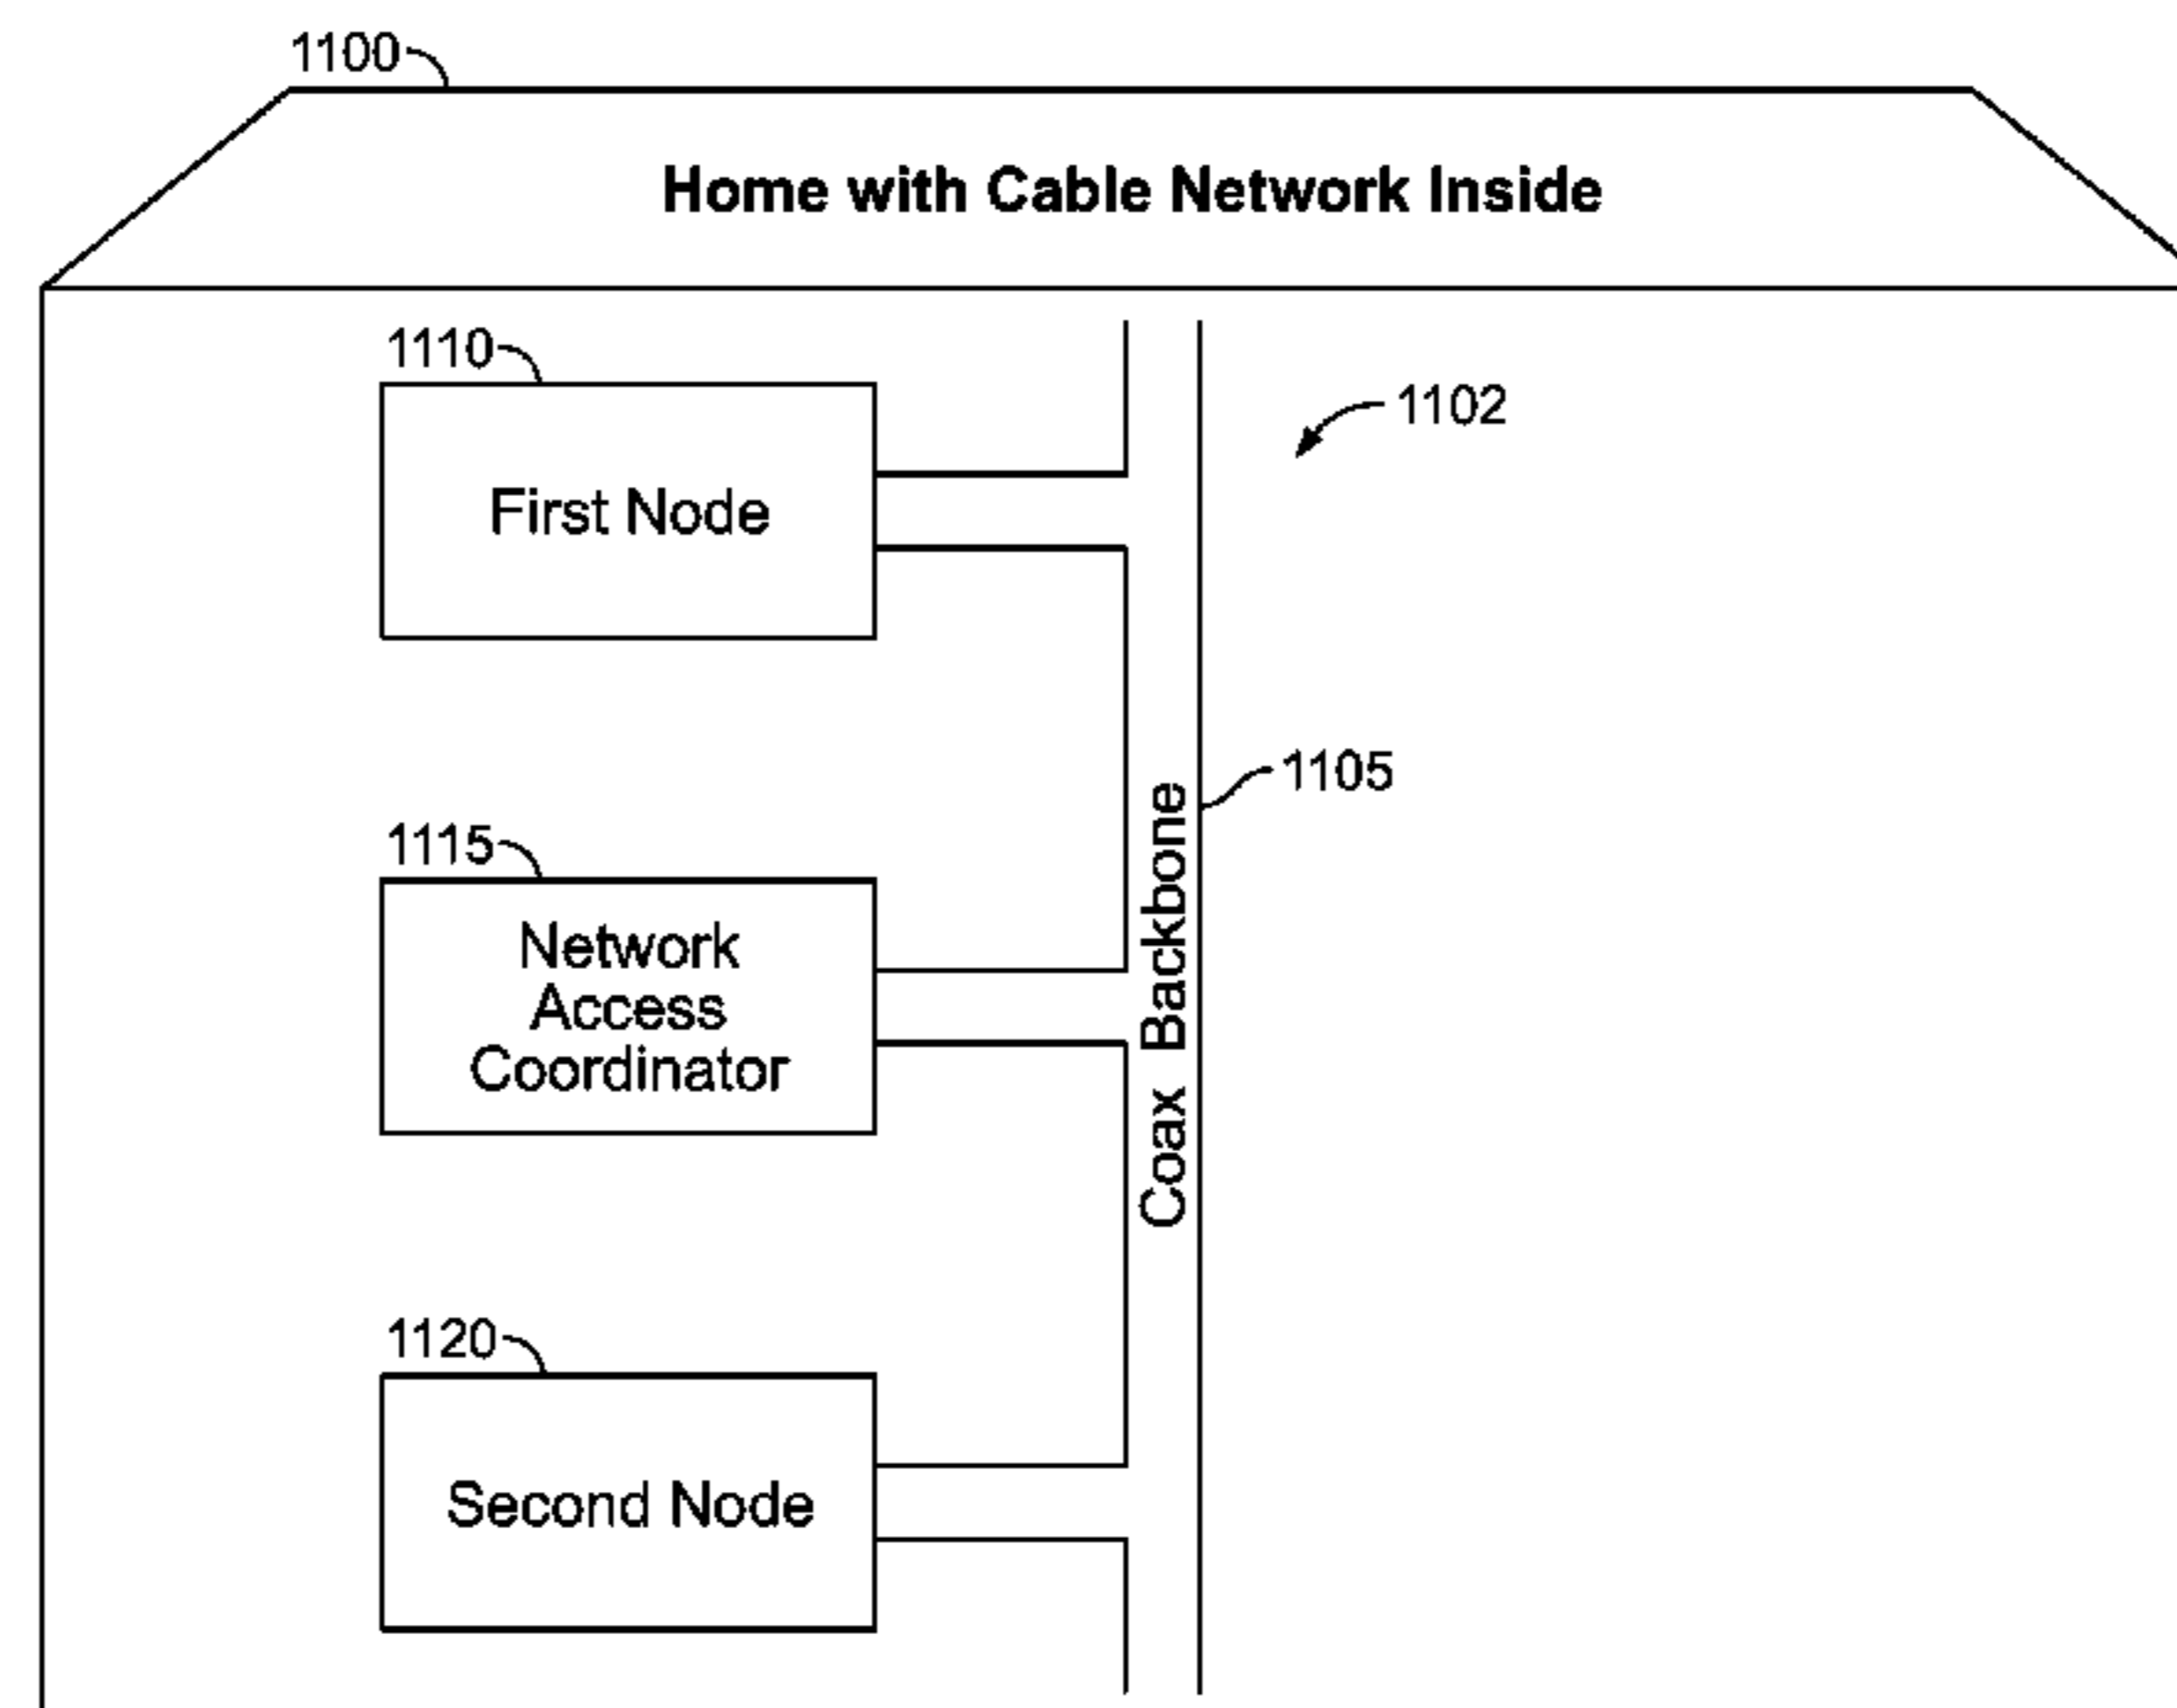 1100
Home with Cable Network Inside
1110
1102
First Node
1105
1115
Network
Access
Coordinator
Coax Backbone
1120
Second Node